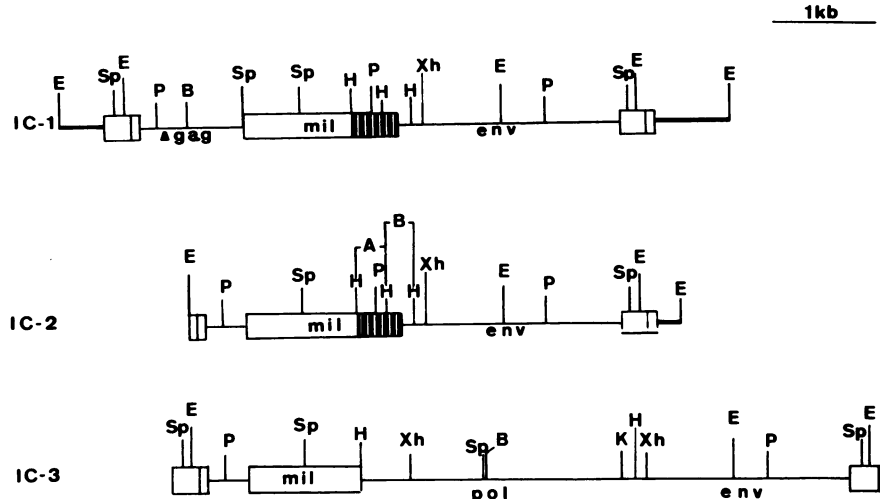 1kb
IC-1 E Sp E P B Sp Sp H P H H Xh E P Sp E E
Δgag mil env
B
A
IC-2 E P Sp H P H H Xh E P Sp E E
mil env
IC-3 Sp E P Sp H Xh Sp B K H Xh E P Sp E
mil pol env